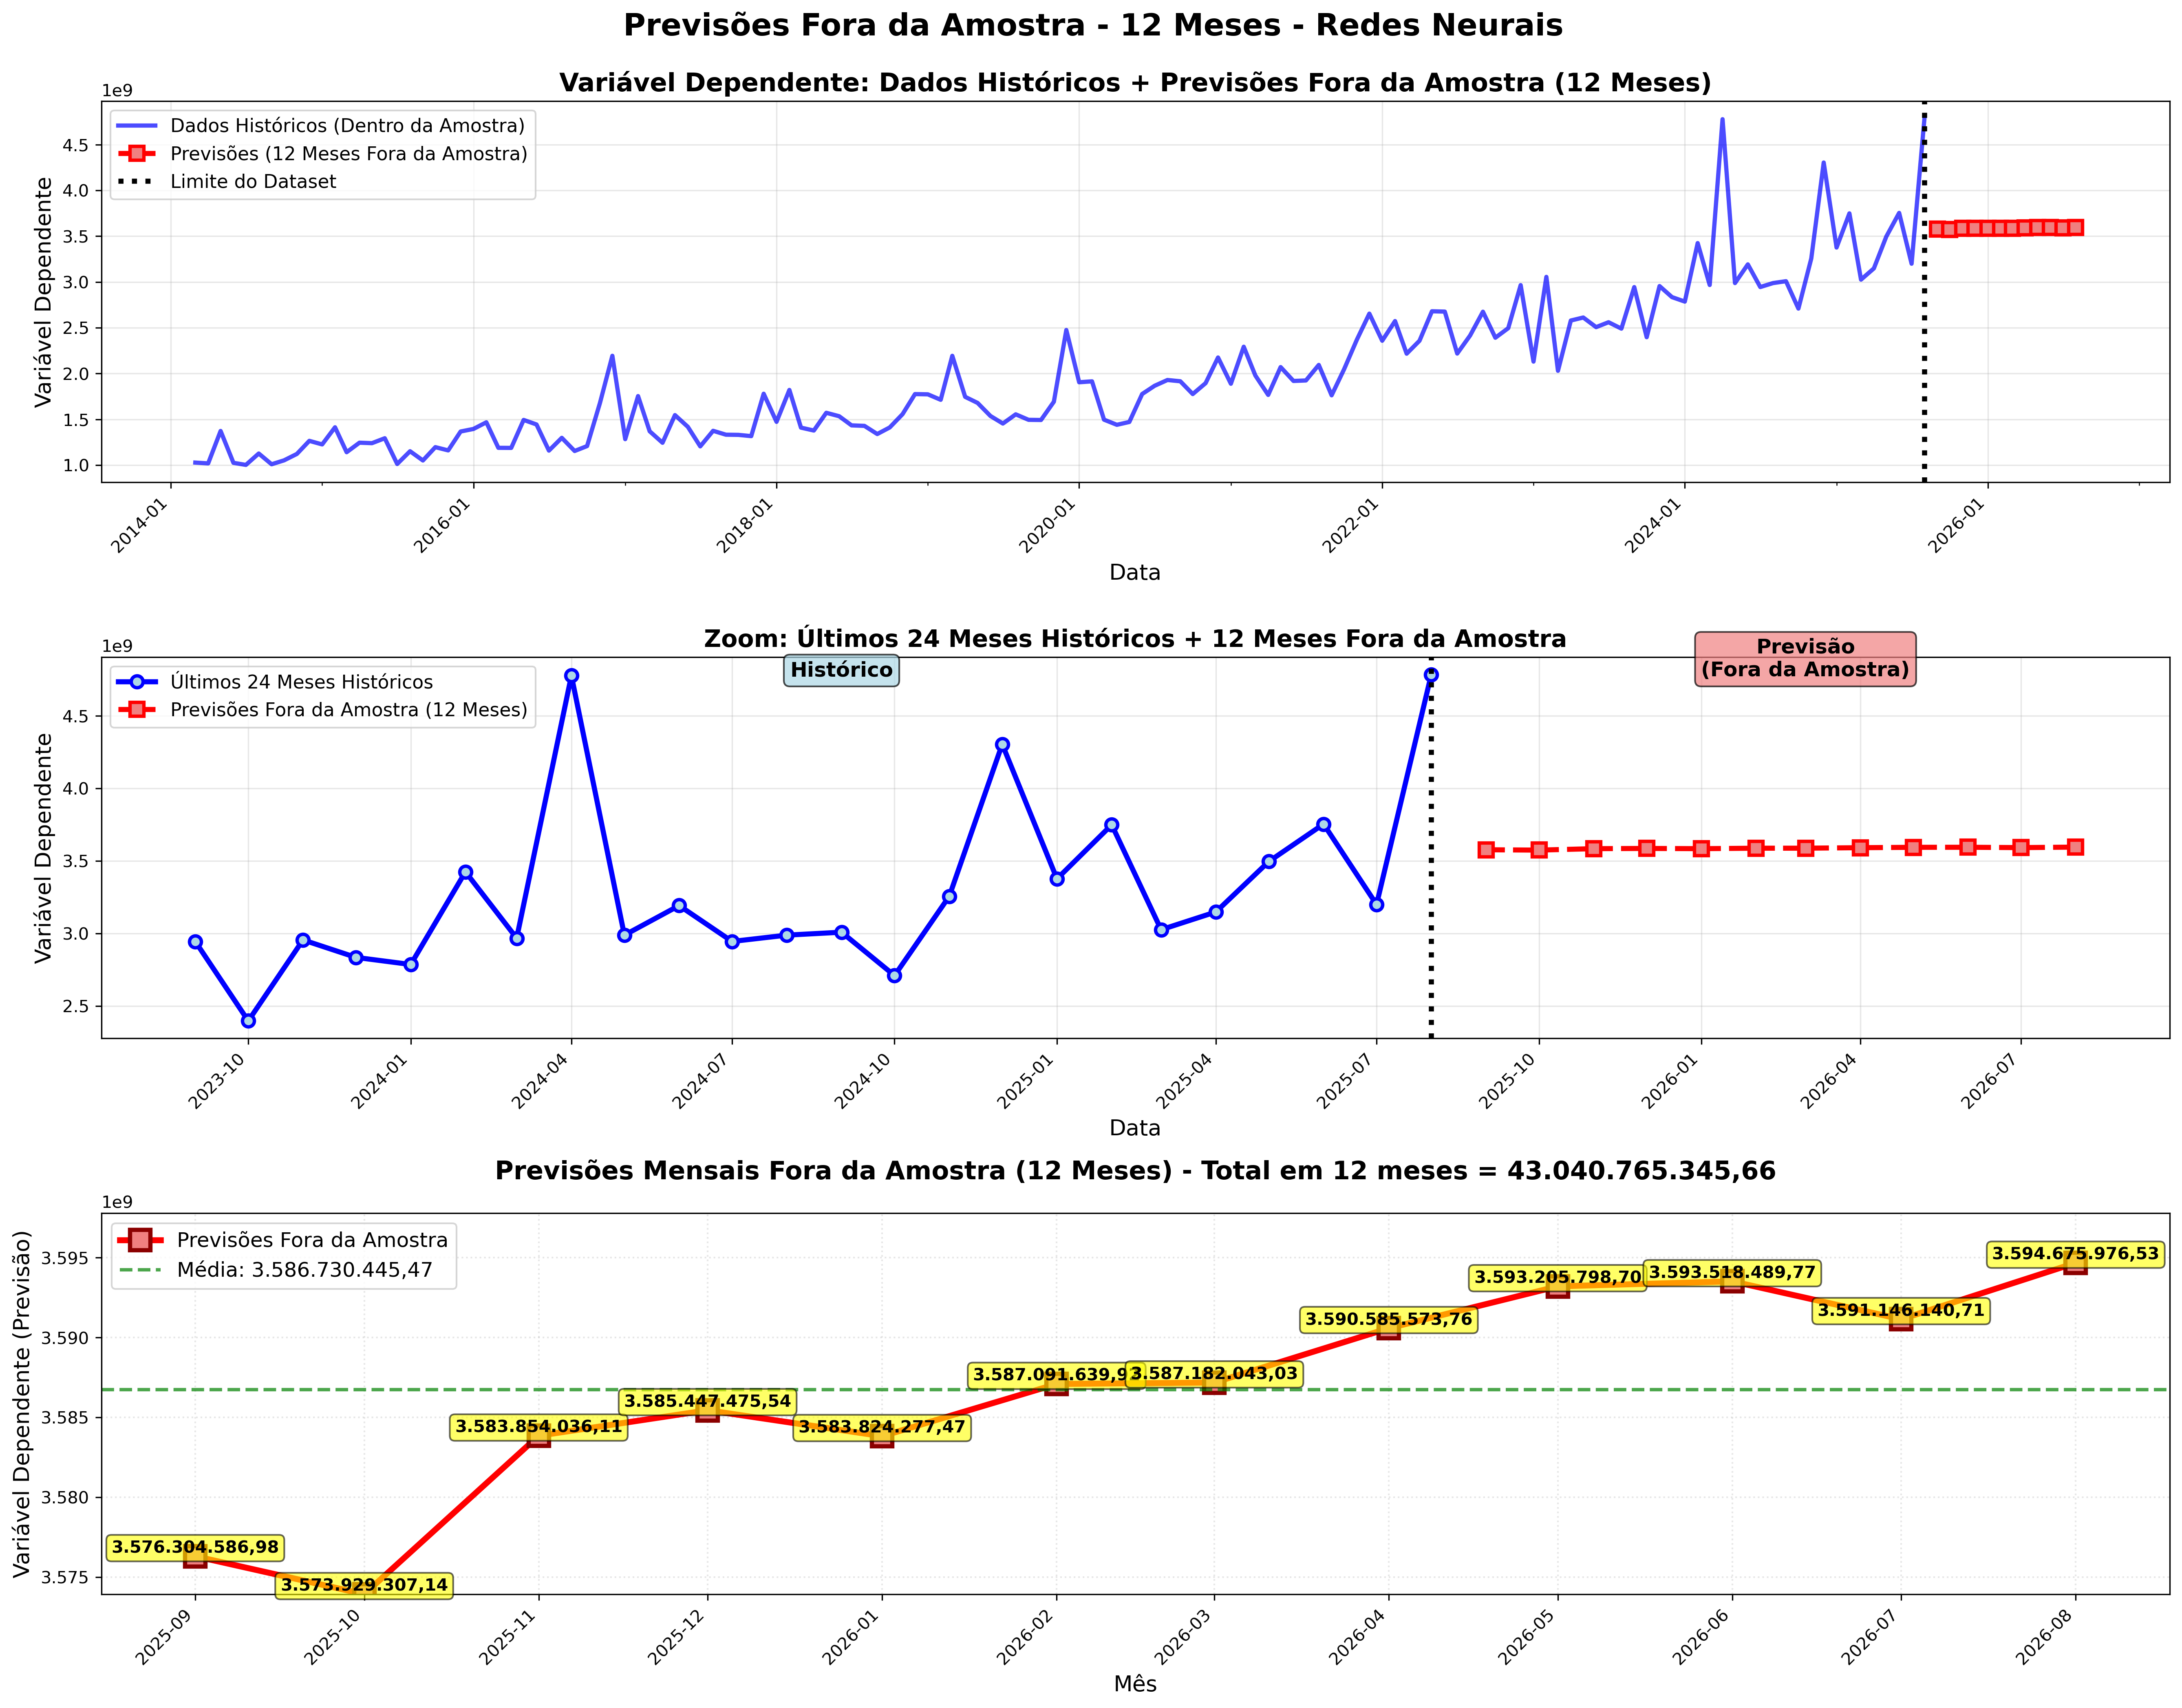 Previsões Fora da Amostra - 12 Meses - Redes Neurais
Variável Dependente: Dados Históricos + Previsões Fora da Amostra (12 Meses)
1e9
Dados Históricos (Dentro da Amostra)
Previsões (12 Meses Fora da Amostra)
Limite do Dataset
Variável Dependente
4.5
4.0
3.5
3.0
2.5
2.0
1.5
1.0
2014-01
2016-01
2018-01
2020-01
2022-01
2024-01
2026-01
Data
Zoom: Últimos 24 Meses Históricos + 12 Meses Fora da Amostra
1e9
Últimos 24 Meses Históricos
Previsões Fora da Amostra (12 Meses)
Histórico
Previsão
(Fora da Amostra)
Variável Dependente
4.5
4.0
3.5
3.0
2.5
2023-10
2024-01
2024-04
2024-07
2024-10
2025-01
2025-04
2025-07
2025-10
2026-01
2026-04
2026-07
Data
Previsões Mensais Fora da Amostra (12 Meses) - Total em 12 meses = 43.040.765.345,66
1e9
Previsões Fora da Amostra
Média: 3.586.730.445,47
Variável Dependente (Previsão)
3.595
3.590
3.585
3.580
3.575
3.576.304.586,98
3.573.929.307,14
3.583.854.036,11
3.585.447.475,54
3.583.824.277,47
3.587.182.043,03
3.590.585.573,76
3.593.205.798,70
3.593.518.489,77
3.591.146.140,71
3.594.675.976,53
2025-09
2025-10
2025-11
2025-12
2026-01
2026-02
2026-03
2026-04
2026-05
2026-06
2026-07
2026-08
Mês